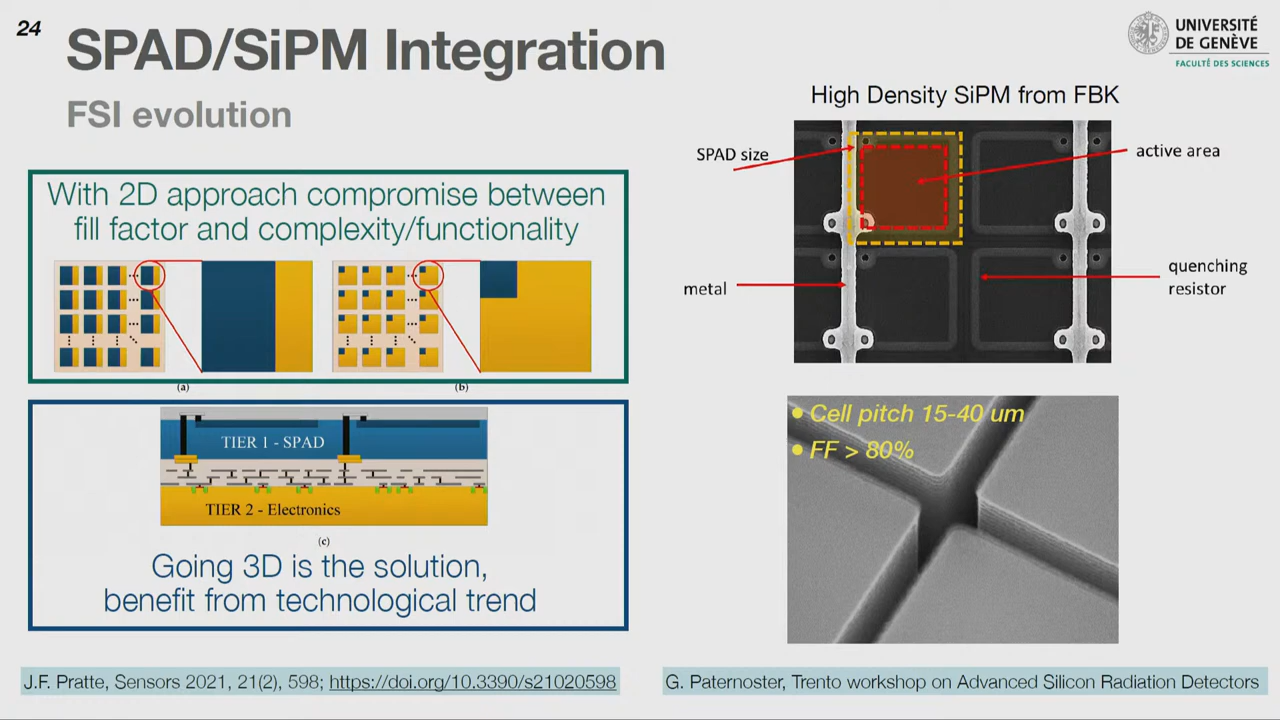 24
SPAD/SiPM Integration
FSI evolution
UNIVERSITÉ
DE GENÈVE
FACULTÉ DES SCIENCES
With 2D approach compromise between
fill factor and complexity/functionality
(a)
(b)
TIER 1 - SPAD
TIER 2 - Electronics
(c)
Going 3D is the solution,
benefit from technological trend
J.F. Pratte, Sensors 2021, 21(2), 598; https://doi.org/10.3390/s21020598
High Density SiPM from FBK
SPAD size
active area
metal
quenching
resistor
• Cell pitch 15-40 um
• FF > 80%
G. Paternoster, Trento workshop on Advanced Silicon Radiation Detectors